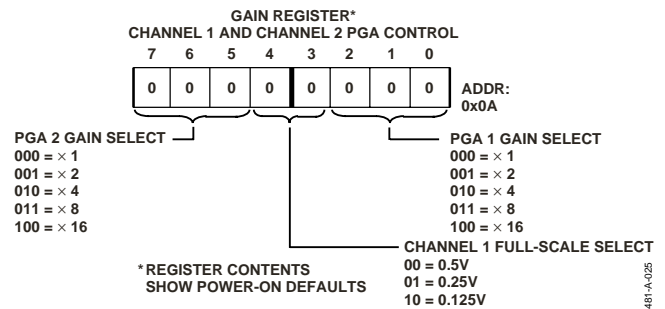 GAIN REGISTER*
CHANNEL 1 AND CHANNEL 2 PGA CONTROL
7 6 5 4 3 2 1 0
0 0 0 0 0 0 0 0
ADDR:
0x0A
PGA 2 GAIN SELECT
000 = × 1
001 = × 2
010 = × 4
011 = × 8
100 = × 16
PGA 1 GAIN SELECT
000 = × 1
001 = × 2
010 = × 4
011 = × 8
100 = × 16
CHANNEL 1 FULL-SCALE SELECT
00 = 0.5V
01 = 0.25V
10 = 0.125V
*REGISTER CONTENTS
SHOW POWER-ON DEFAULTS
481-A-025